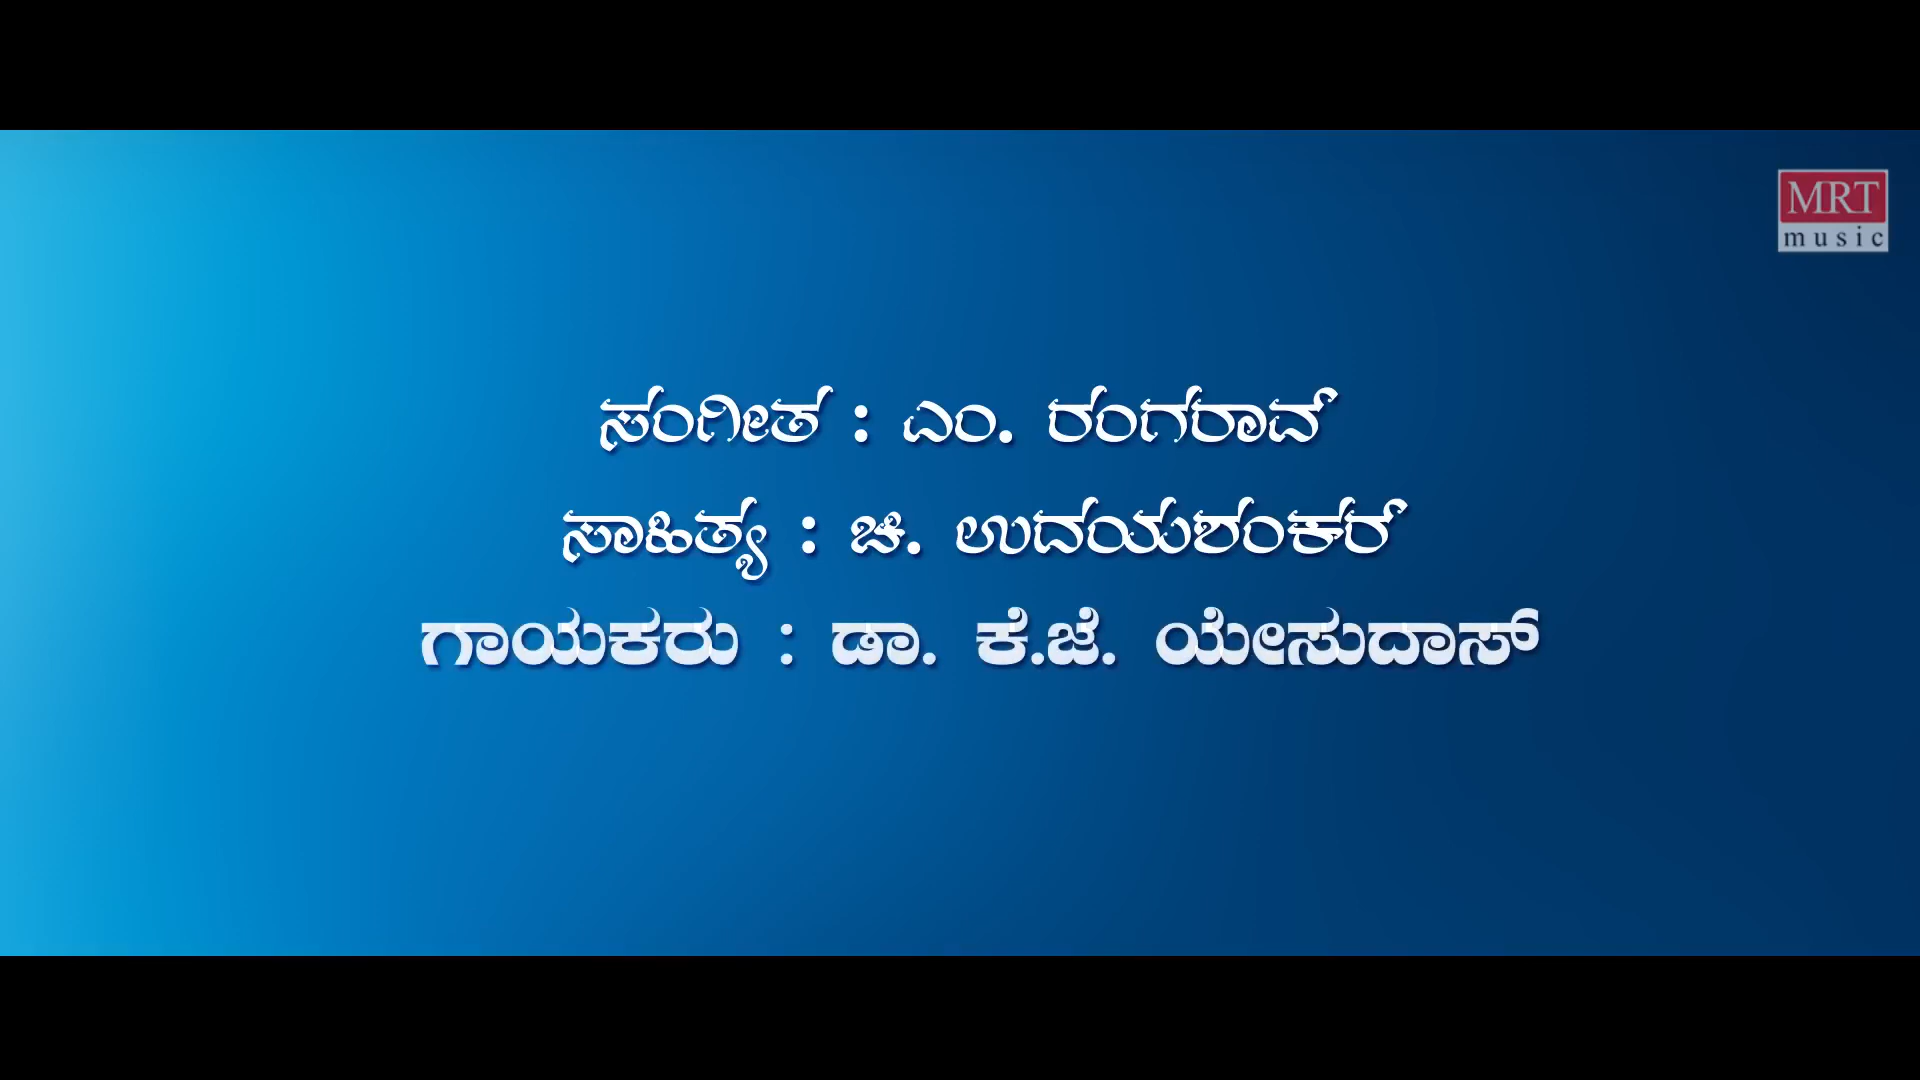 MRT
music
ಸಂಗೀತ : ಎಂ. ರಂಗರಾವ್
ಸಾಹಿತ್ಯ : ಚಿ. ಉದಯಶಂಕರ್
ಗಾಯಕರು : ಡಾ. ಕೆ.ಜೆ. ಯೇಸುದಾಸ್